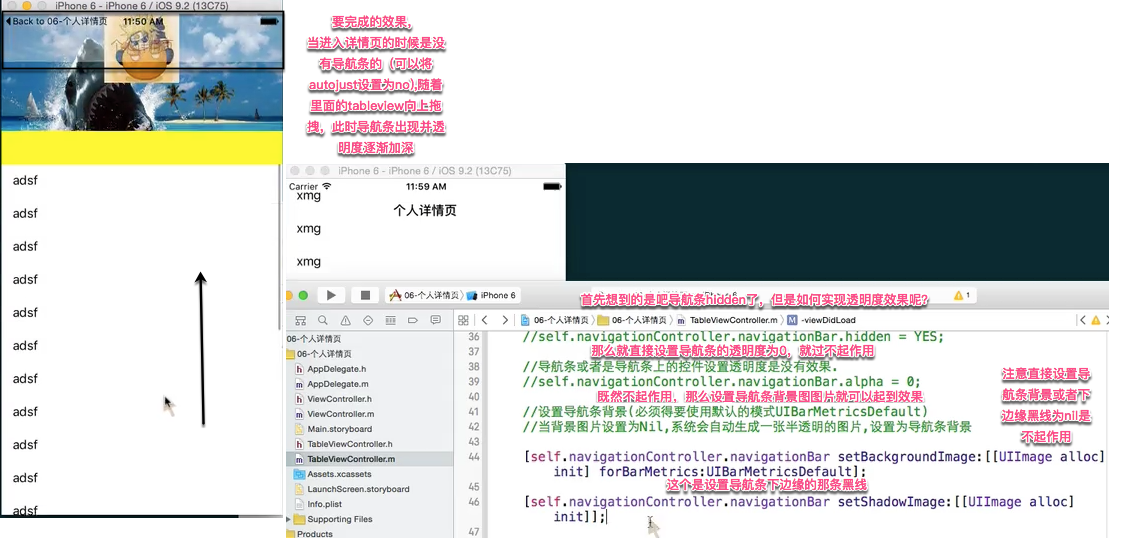 iPhone 6 - iPhone 6 / iOS 9.2 (13C75)
Back to 06-个人详情页
11:50 AM
adsf
adsf
adsf
adsf
adsf
adsf
adsf
adsf
adsf
adsf
adsf
要完成的效果,
当进入详情页的时候是没
有导航条的（可以将
autojust设置为no),随着
里面的tableview向上拖
拽，此时导航条出现并透
明度逐渐加深
iPhone 6 - iPhone 6 / iOS 9.2 (13C75)
Carrier
11:59 AM
xmg
个人详情页
xmg
xmg
06-个人详情页
iPhone 6
首先想到的是吧导航条hidden了，但是如何实现透明度效果呢?
1
06-个人详情页
06-个人详情页
TableViewController.m
-viewDidLoad
06-个人详情页
06-个人详情页
AppDelegate.h
AppDelegate.m
ViewController.h
ViewController.m
Main.storyboard
TableViewController.h
TableViewController.m
Assets.xcassets
LaunchScreen.storyboard
Info.plist
Supporting Files
Products
36 //self.navigationController.navigationBar.hidden = YES;
那么就直接设置导航条的透明度为0，就过不起作用
37
38 //导航条或者是导航条上的控件设置透明度是没有效果.
39 //self.navigationController.navigationBar.alpha = 0;
既然不起作用，那么设置导航条背景图图片就可以起到效果
40
41 //设置导航条背景(必须得要使用默认的模式UIBarMetricsDefault)
42 //当背景图片设置为Nil,系统会自动生成一张半透明的图片,设置为导航条背景
43
44 [self.navigationController.navigationBar setBackgroundImage:[[UIImage alloc]
init] forBarMetrics:UIBarMetricsDefault];
45
这个是设置导航条下边缘的那条黑线
46 [self.navigationController.navigationBar setShadowImage:[[UIImage alloc]
init]];
47
注意直接设置导
航条背景或者下
边缘黑线为nil是
不起作用